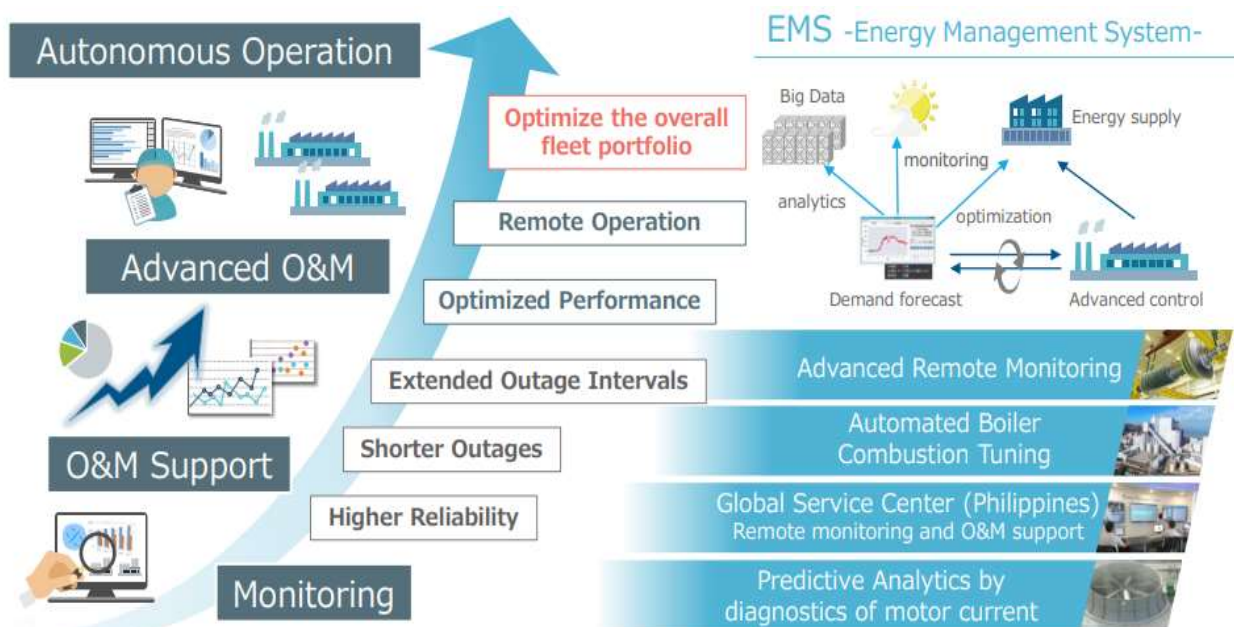 Autonomous Operation
Advanced O&M
O&M Support
Monitoring
Optimize the overall
fleet portfolio
Remote Operation
Optimized Performance
Extended Outage Intervals
Shorter Outages
Higher Reliability
EMS -Energy Management System-
Big Data
monitoring
Energy supply
analytics
optimization
Demand forecast
Advanced control
Advanced Remote Monitoring
Automated Boiler
Combustion Tuning
Global Service Center (Philippines)
Remote monitoring and O&M support
Predictive Analytics by
diagnostics of motor current